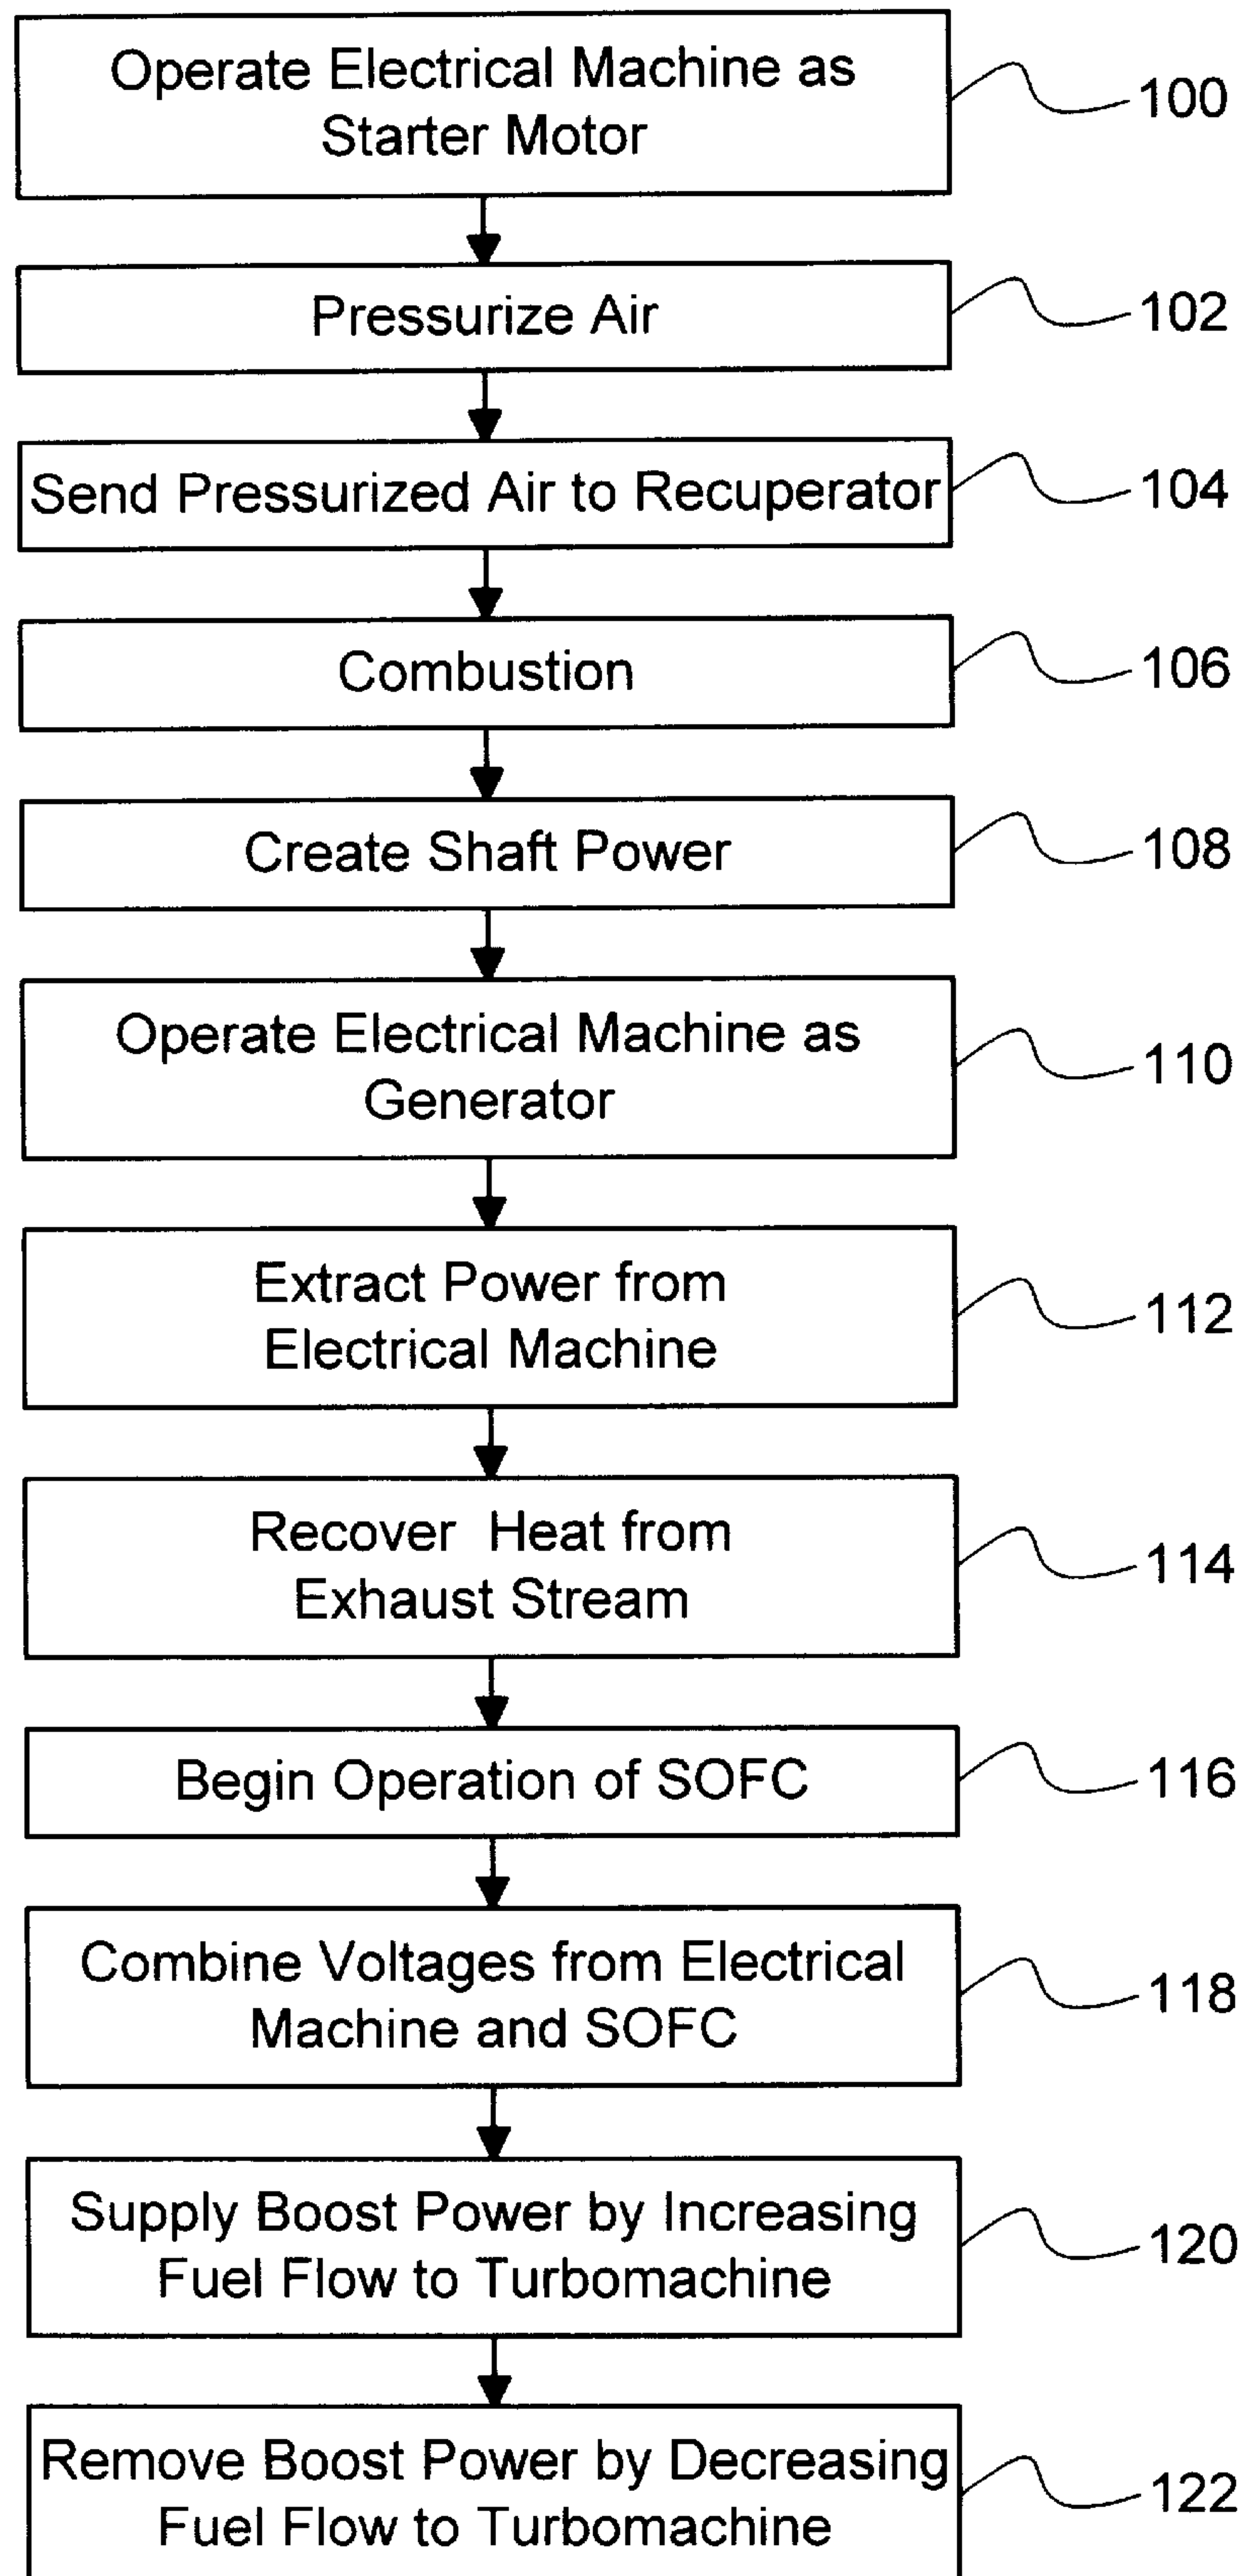 Operate Electrical Machine as
Starter Motor
100
Pressurize Air
102
Send Pressurized Air to Recuperator
104
Combustion
106
Create Shaft Power
108
Operate Electrical Machine as
Generator
110
Extract Power from
Electrical Machine
112
Recover Heat from
Exhaust Stream
114
Begin Operation of SOFC
116
Combine Voltages from Electrical
Machine and SOFC
118
Supply Boost Power by Increasing
Fuel Flow to Turbomachine
120
Remove Boost Power by Decreasing
Fuel Flow to Turbomachine
122